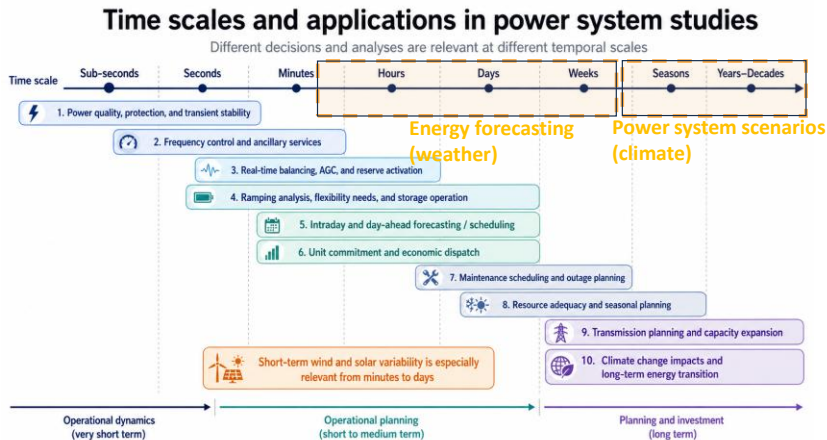 Time scales and applications in power system studies
Different decisions and analyses are relevant at different temporal scales
Time scale
Sub-seconds
Seconds
Minutes
Hours
Days
Weeks
Seasons
Years–Decades
Energy forecasting
(weather)
Power system scenarios
(climate)
1. Power quality, protection, and transient stability
2. Frequency control and ancillary services
3. Real-time balancing, AGC, and reserve activation
4. Ramping analysis, flexibility needs, and storage operation
5. Intraday and day-ahead forecasting / scheduling
6. Unit commitment and economic dispatch
7. Maintenance scheduling and outage planning
8. Resource adequacy and seasonal planning
9. Transmission planning and capacity expansion
10. Climate change impacts and
long-term energy transition
Short-term wind and solar variability is especially
relevant from minutes to days
Operational dynamics
(very short term)
Operational planning
(short to medium term)
Planning and investment
(long term)